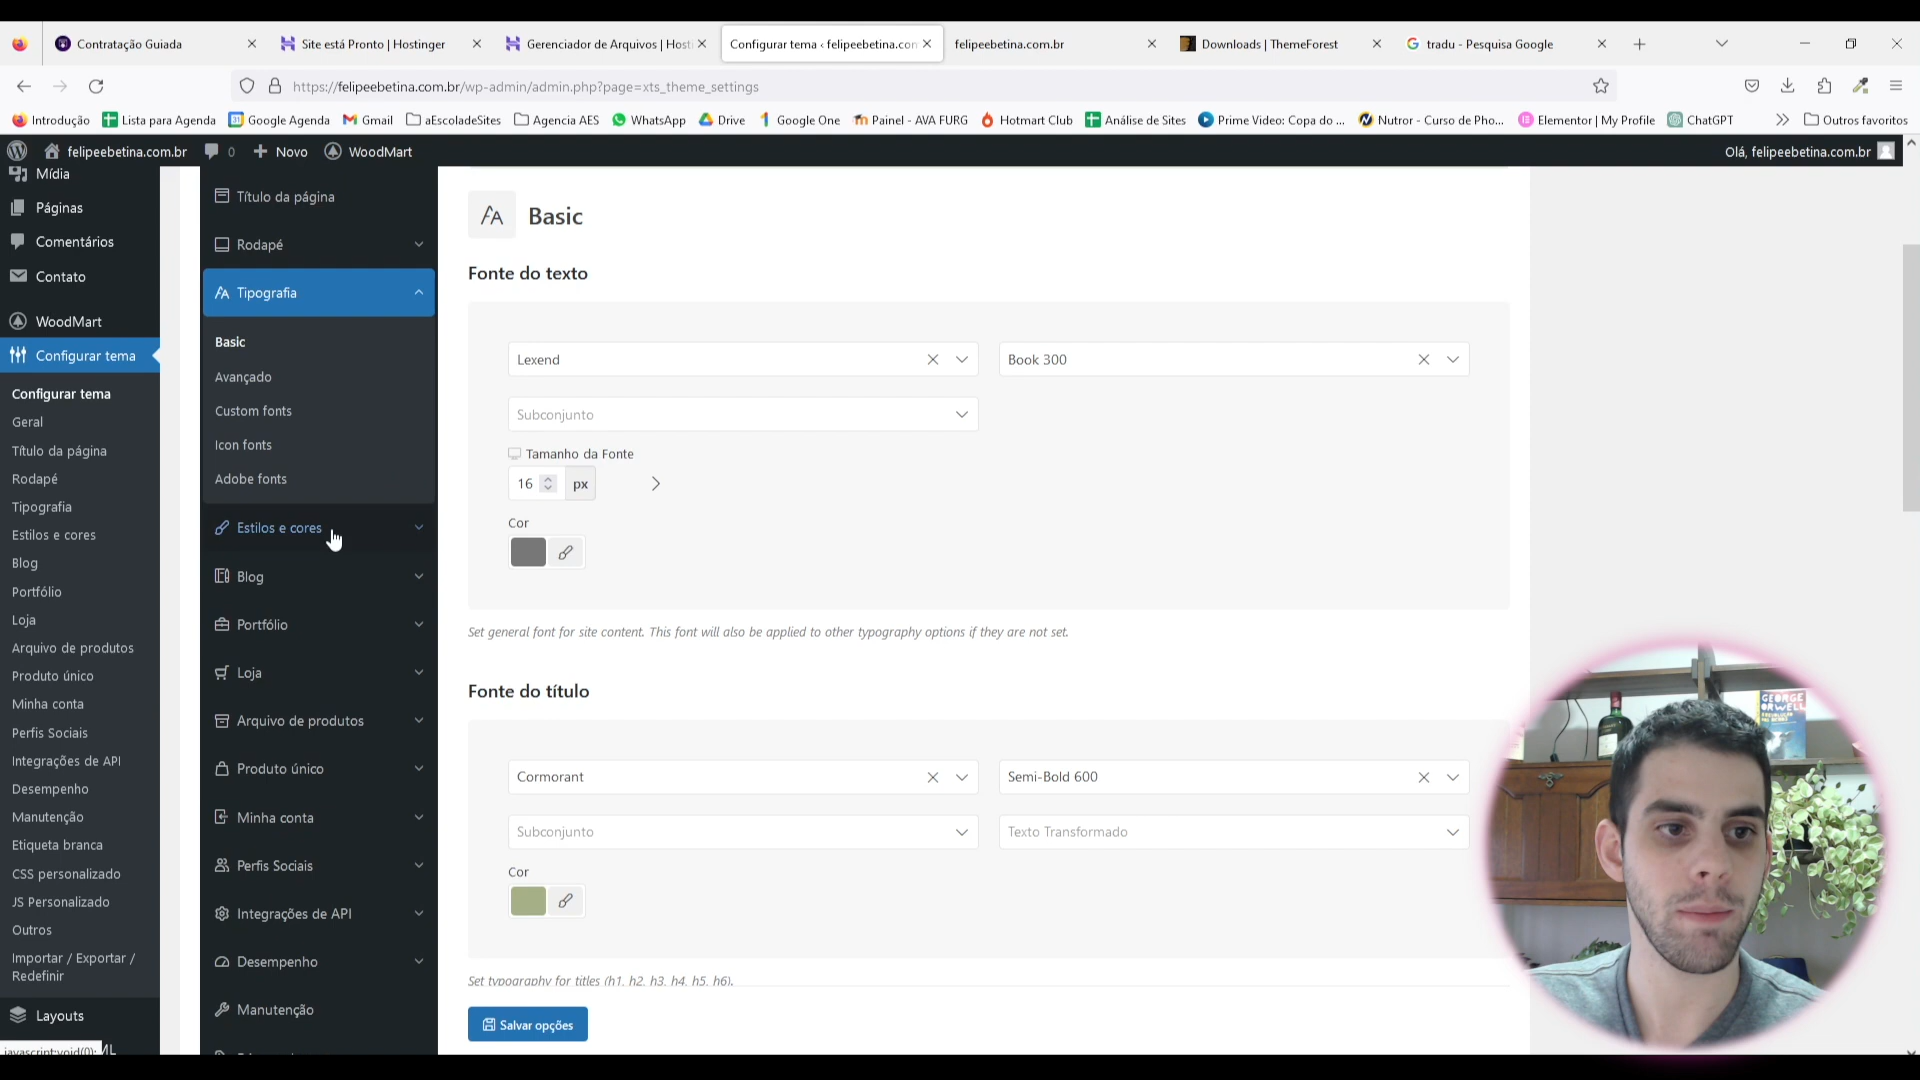 Contratação Guiada
Site está Pronto | Hostinger
Gerenciador de Arquivos | Host
Configurar tema ‹ felipeebetina.com
felipeebetina.com.br
Downloads | ThemeForest
tradu - Pesquisa Google
https://felipeebetina.com.br/wp-admin/admin.php?page=xts_theme_settings
Introdução
Lista para Agenda
Google Agenda
Gmail
aEscoladeSites
Agencia AES
WhatsApp
Drive
Google One
Painel - AVA FURG
Hotmart Club
Análise de Sites
Prime Video: Copa do ...
Nutror - Curso de Pho...
Elementor | My Profile
ChatGPT
Outros favoritos
felipeebetina.com.br
0
Novo
WoodMart
Olá, felipeebetina.com.br
Mídia
Páginas
Comentários
Contato
WoodMart
Configurar tema
Configurar tema
Geral
Título da página
Rodapé
Tipografia
Estilos e cores
Blog
Portfólio
Loja
Arquivo de produtos
Produto único
Minha conta
Perfis Sociais
Integrações de API
Desempenho
Manutenção
Etiqueta branca
CSS personalizado
JS Personalizado
Outros
Importar / Exportar /
Redefinir
Layouts
javascript:void(0);
Título da página
Rodapé
Tipografia
Basic
Avançado
Custom fonts
Icon fonts
Adobe fonts
Estilos e cores
Blog
Portfólio
Loja
Arquivo de produtos
Produto único
Minha conta
Perfis Sociais
Integrações de API
Desempenho
Manutenção
Basic
Fonte do texto
Lexend
Book 300
Subconjunto
Tamanho da Fonte
16
px
Cor
Set general font for site content. This font will also be applied to other typography options if they are not set.
Fonte do título
Cormorant
Semi-Bold 600
Subconjunto
Texto Transformado
Cor
Set typography for titles (h1, h2, h3, h4, h5, h6).
Salvar opções
GEORGE
ORWELL